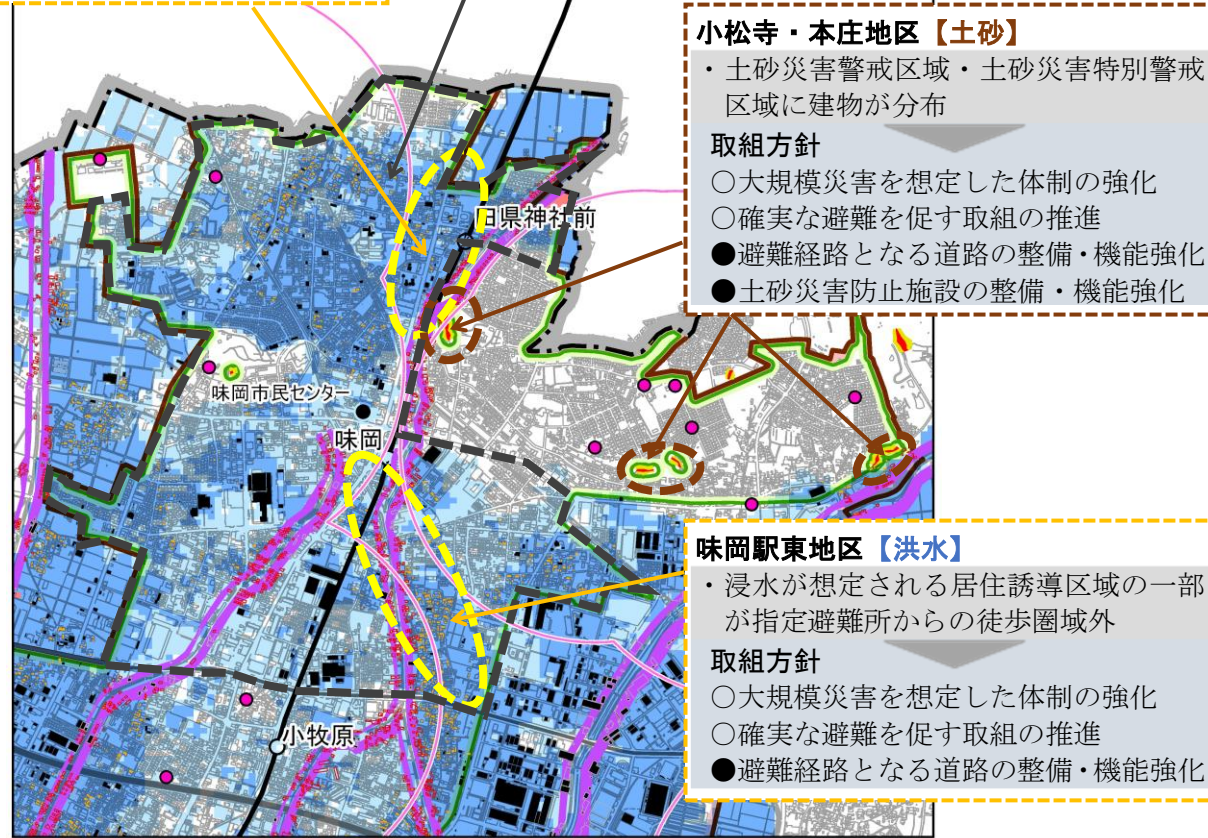 小松寺・本庄地区【土砂】
・土砂災害警戒区域・土砂災害特別警戒
区域に建物が分布
取組方針
○大規模災害を想定した体制の強化
○確実な避難を促す取組の推進
●避難経路となる道路の整備・機能強化
●土砂災害防止施設の整備・機能強化
田県神社前
味岡市民センター
味岡
味岡駅東地区【洪水】
・浸水が想定される居住誘導区域の一部
が指定避難所からの徒歩圏域外
取組方針
○大規模災害を想定した体制の強化
○確実な避難を促す取組の推進
●避難経路となる道路の整備・機能強化
小牧原